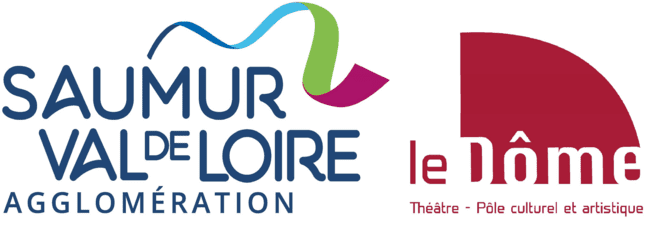 SAUMUR
VAL DE LOIRE
AGGLOMÉRATION
le Dôme
Théâtre - Pôle culturel et artistique